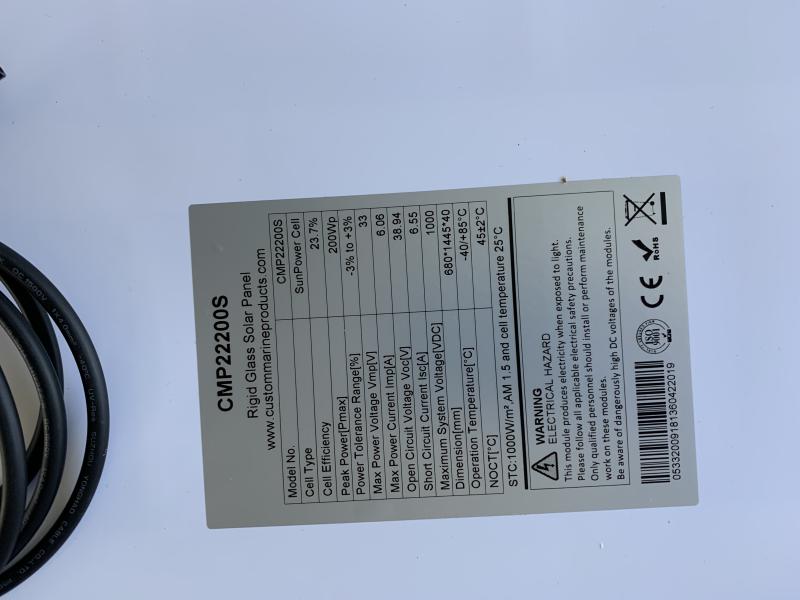 CMP22200S
Rigid Glass Solar Panel
www.custommarineproducts.com
Model No. CMP22200S
Cell Type SunPower Cell
Cell Efficiency 23.7%
Peak Power[Pmax] 200Wp
Power Tolerance Range[%] -3% to +3%
Max Power Voltage Vmp[V] 33
Max Power Current Imp[A] 6.06
Open Circuit Voltage Voc[V] 38.94
Short Circuit Current Isc[A] 6.55
Maximum System Voltage[VDC] 1000
Dimension[mm] 680*1445*40
Operation Temperature[°C] -40/+85°C
NOCT[°C] 45±2°C
STC:1000W/m²,AM 1.5 and cell temperature 25°C
WARNING
ELECTRICAL HAZARD
This module produces electricity when exposed to light.
Please follow all applicable electrical safety precautions.
Only qualified personnel should install or perform maintenance
work on these modules.
Be aware of dangerously high DC voltages of the modules.
05332009181360422019
ISO
CE
RoHS
YONGHAO CABLE CO.,LTD.